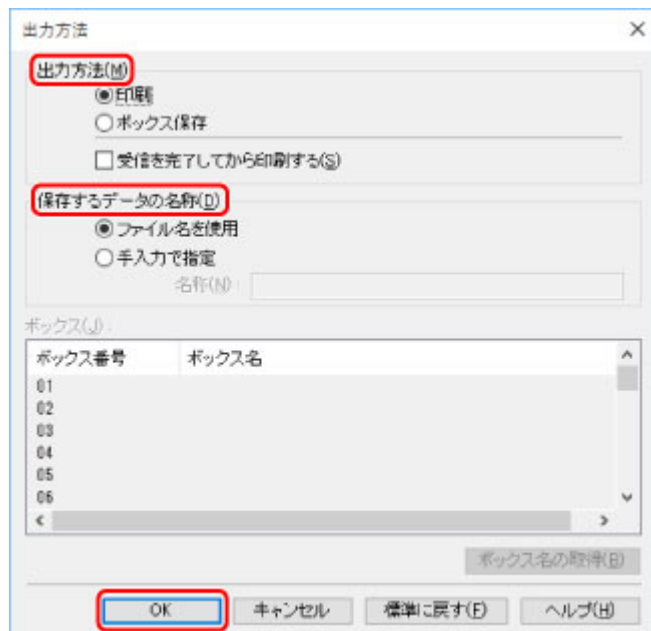 出力方法
出力方法(M)
印刷
ボックス保存
受信を完了してから印刷する(S)
保存するデータの名称(D)
ファイル名を使用
手入力で指定
名称(N):
ボックス(J):
ボックス番号 ボックス名
01
02
03
04
05
06
ボックス名の取得(B)
OK キャンセル 標準に戻す(F) ヘルプ(H)